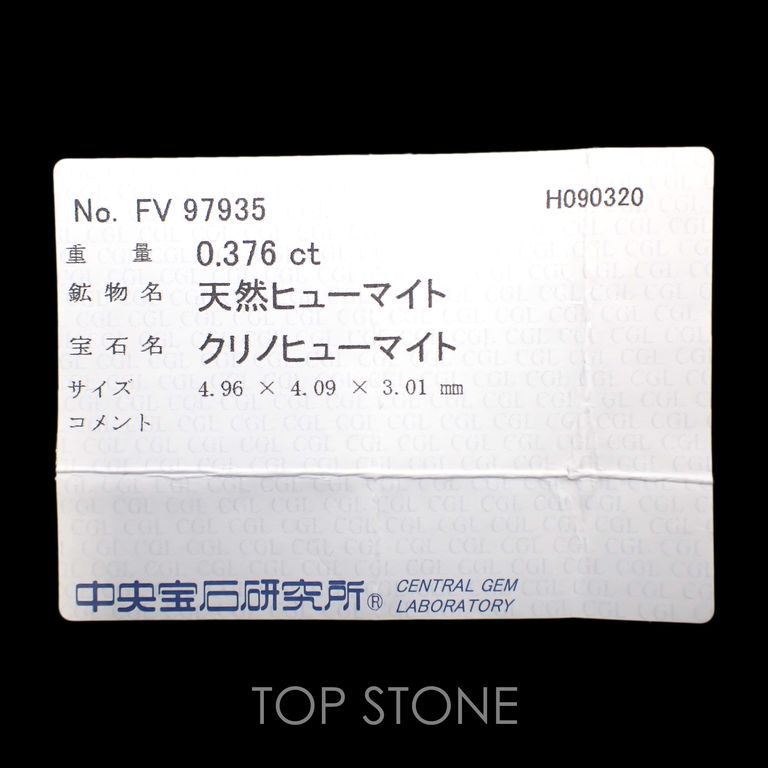 No. FV 97935 H090320
重量 0.376 ct
鉱物名 天然ヒューマイト
宝石名 クリノヒューマイト
サイズ 4.96 × 4.09 × 3.01 mm
コメント
中央宝石研究所® CENTRAL GEM
LABORATORY
TOP STONE